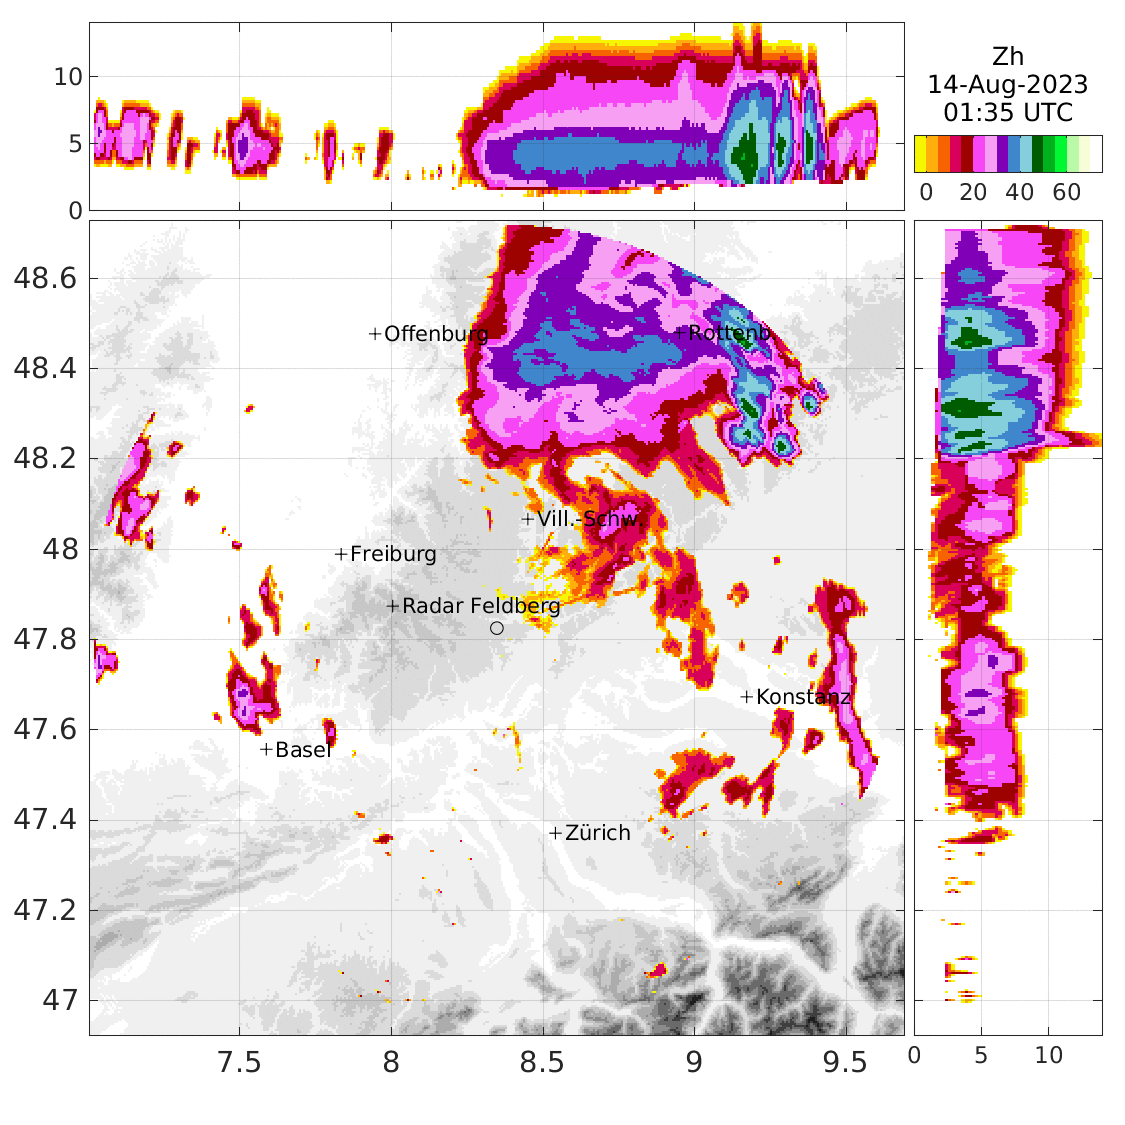 10
5
0
Zh
14-Aug-2023
01:35 UTC
0 20 40 60
48.6
48.4
48.2
48
47.8
47.6
47.4
47.2
47
+Offenburg
+Rottenb
+Vill.-Schw.
+Freiburg
+Radar Feldberg
+Konstanz
+Basel
+Zürich
7.5 8 8.5 9 9.5
0 5 10